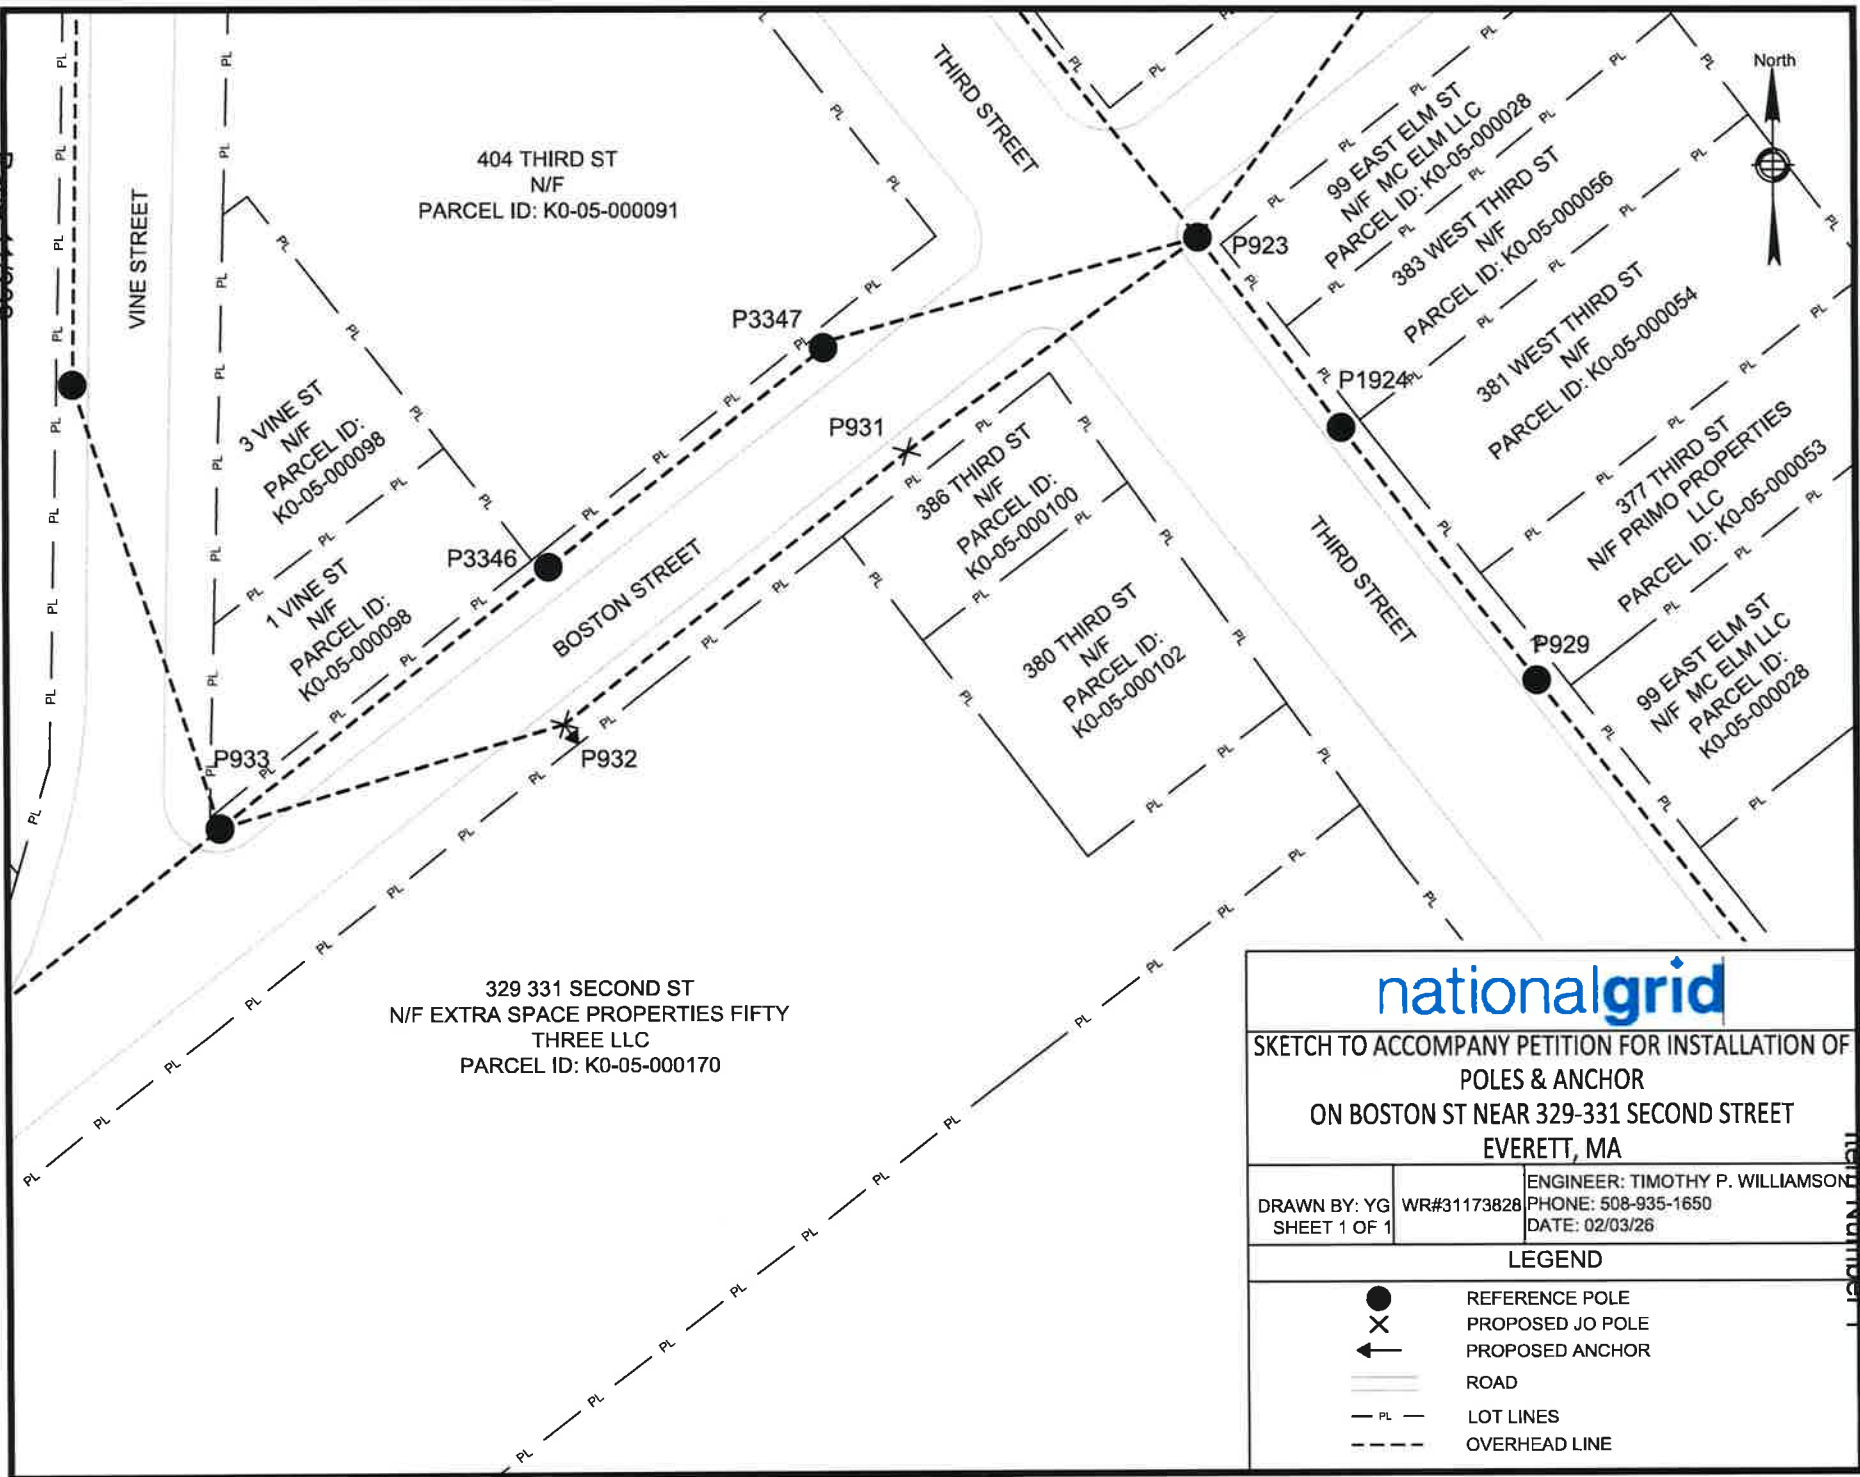 North
THIRD STREET
VINE STREET
404 THIRD ST
N/F
PARCEL ID: K0-05-000091
99 EAST ELM ST
N/F MC ELM LLC
PARCEL ID: K0-05-000028
383 WEST THIRD ST
N/F
PARCEL ID: K0-05-000056
381 WEST THIRD ST
N/F
PARCEL ID: K0-05-000054
377 THIRD ST
N/F PRIMO PROPERTIES
LLC
PARCEL ID: K0-05-000053
99 EAST ELM ST
N/F MC ELM LLC
PARCEL ID:
K0-05-000028
P923
P3347
P1924
P931
3 VINE ST
N/F
PARCEL ID:
K0-05-000098
386 THIRD ST
N/F
PARCEL ID:
K0-05-000100
P3346
BOSTON STREET
THIRD STREET
1 VINE ST
N/F
PARCEL ID:
K0-05-000098
380 THIRD ST
N/F
PARCEL ID:
K0-05-000102
P929
P933
P932
329 331 SECOND ST
N/F EXTRA SPACE PROPERTIES FIFTY
THREE LLC
PARCEL ID: K0-05-000170
nationalgrid
SKETCH TO ACCOMPANY PETITION FOR INSTALLATION OF
POLES & ANCHOR
ON BOSTON ST NEAR 329-331 SECOND STREET
EVERETT, MA
DRAWN BY: YG
SHEET 1 OF 1
WR#31173828
ENGINEER: TIMOTHY P. WILLIAMSON
PHONE: 508-935-1650
DATE: 02/03/26
LEGEND
REFERENCE POLE
PROPOSED JO POLE
PROPOSED ANCHOR
ROAD
PL
LOT LINES
OVERHEAD LINE